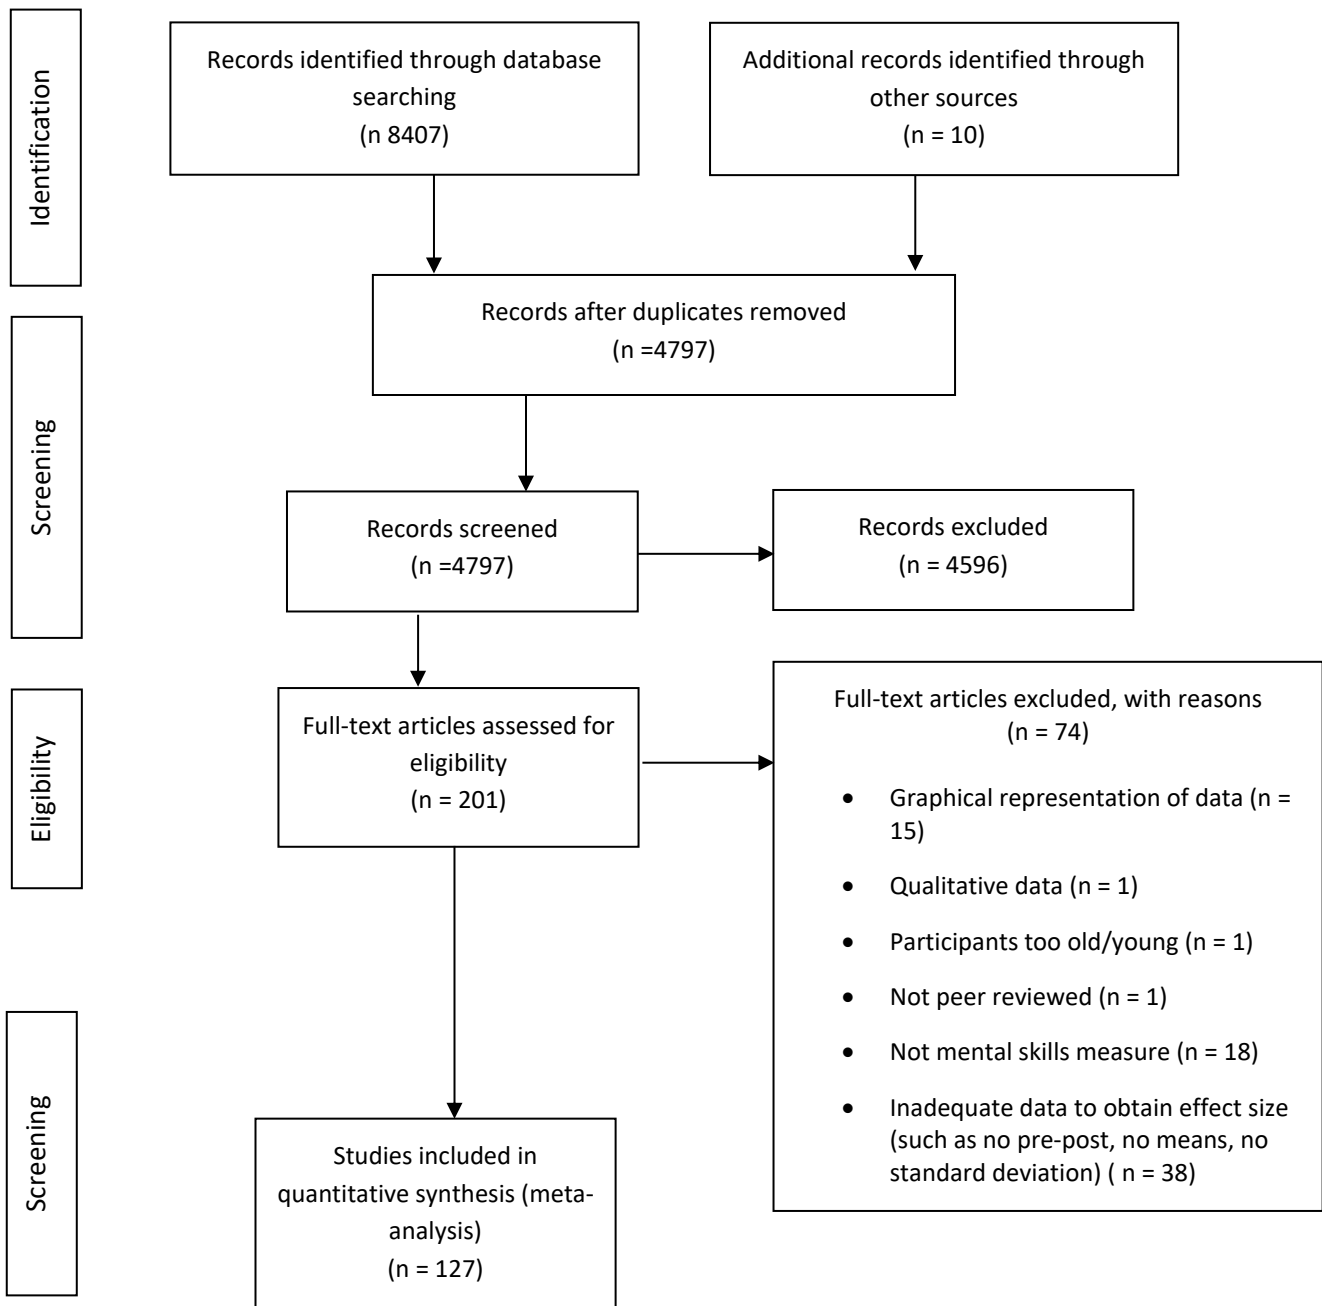 Identification
Records identified through database
searching
(n 8407)
Additional records identified through
other sources
(n = 10)
Records after duplicates removed
(n =4797)
Screening
Records screened
(n =4797)
Records excluded
(n = 4596)
Eligibility
Full-text articles assessed for
eligibility
(n = 201)
Full-text articles excluded, with reasons
(n = 74)
• Graphical representation of data (n =
15)
• Qualitative data (n = 1)
• Participants too old/young (n = 1)
• Not peer reviewed (n = 1)
• Not mental skills measure (n = 18)
• Inadequate data to obtain effect size
(such as no pre-post, no means, no
standard deviation) ( n = 38)
Screening
Studies included in
quantitative synthesis (meta-
analysis)
(n = 127)